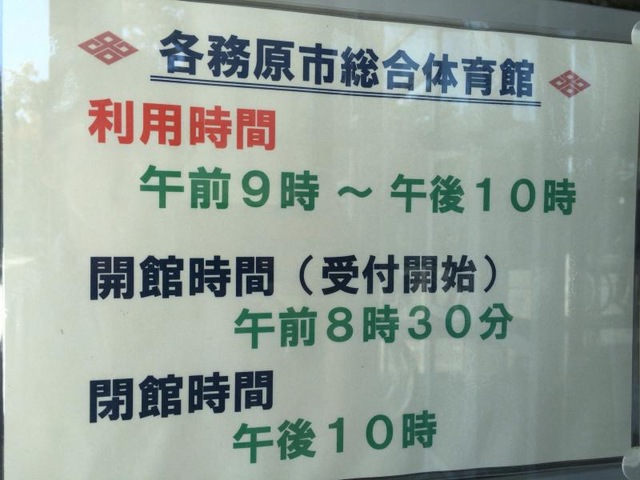 各務原市総合体育館
利用時間
午前９時 ～ 午後１０時
開館時間（受付開始）
午前８時３０分
閉館時間
午後１０時